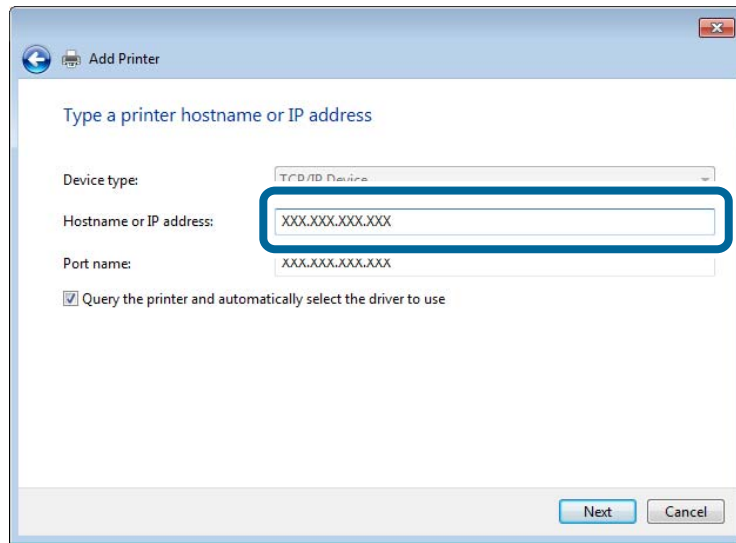 Add Printer
Type a printer hostname or IP address
Device type: TCP/IP Device
Hostname or IP address: XXX.XXX.XXX.XXX
Port name: XXX.XXX.XXX.XXX
Query the printer and automatically select the driver to use
Next Cancel